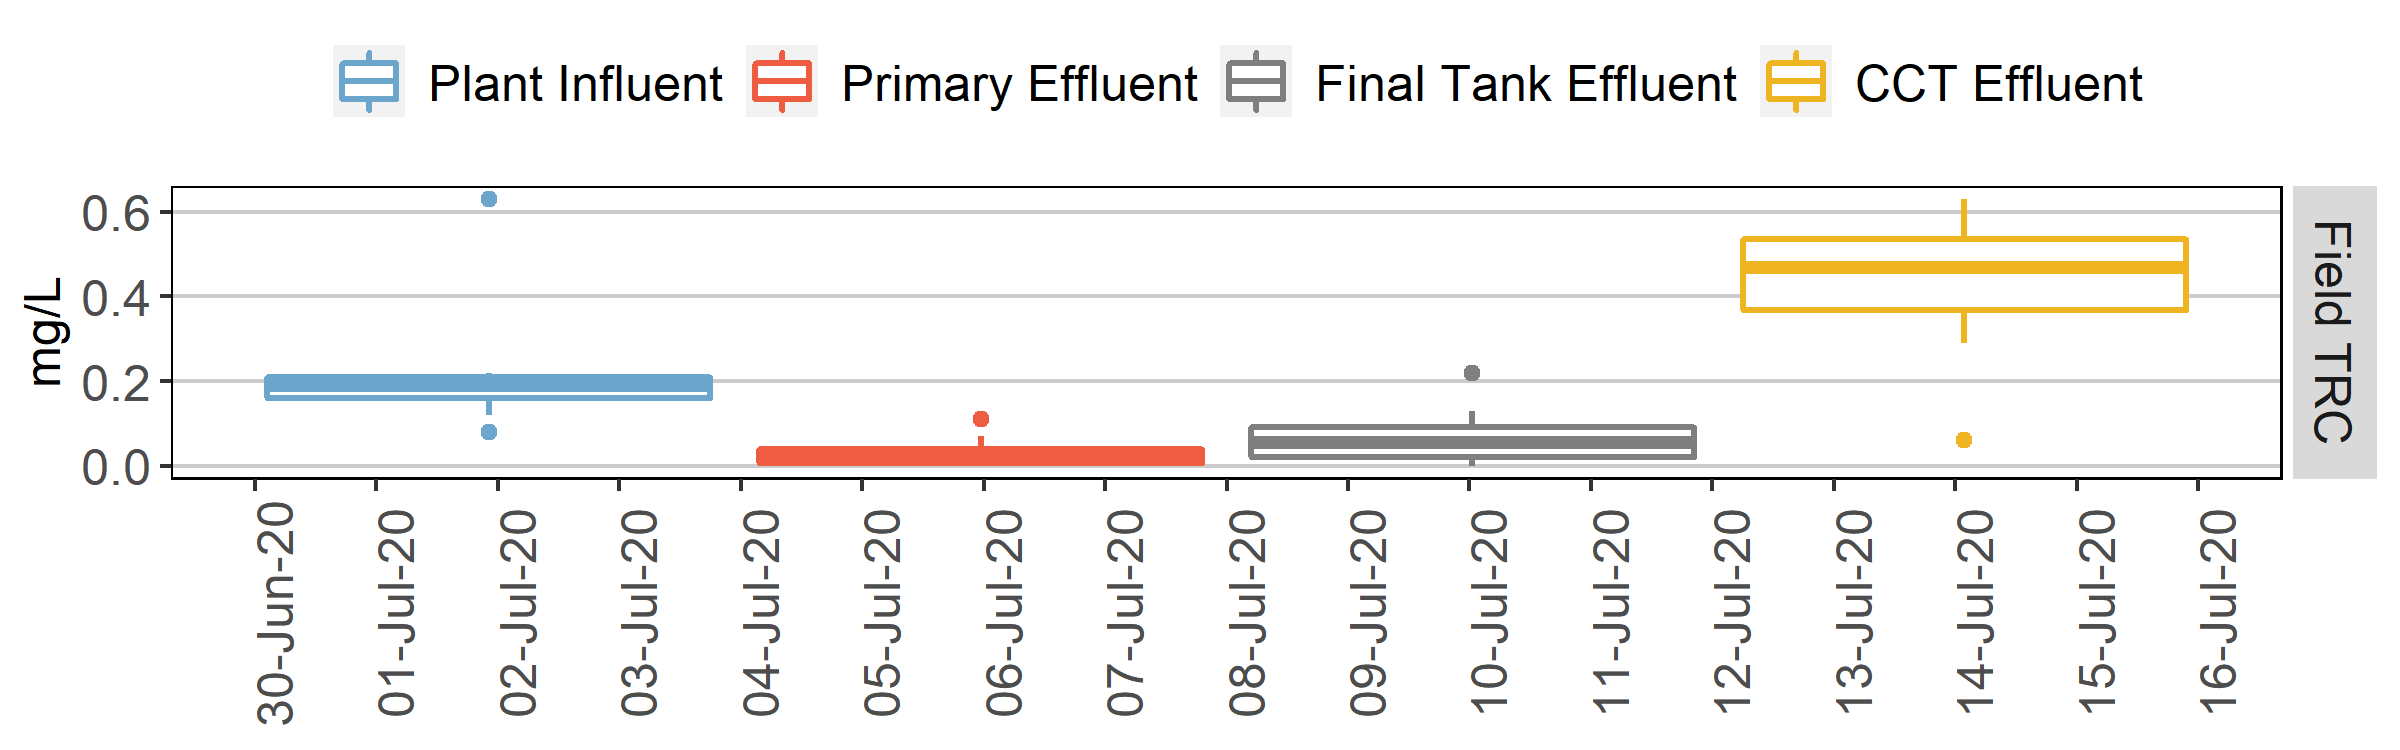 Plant Influent Primary Effluent Final Tank Effluent CCT Effluent
mg/L
0.6
0.4
0.2
0.0
Field TRC
30-Jun-20
01-Jul-20
02-Jul-20
03-Jul-20
04-Jul-20
05-Jul-20
06-Jul-20
07-Jul-20
08-Jul-20
09-Jul-20
10-Jul-20
11-Jul-20
12-Jul-20
13-Jul-20
14-Jul-20
15-Jul-20
16-Jul-20